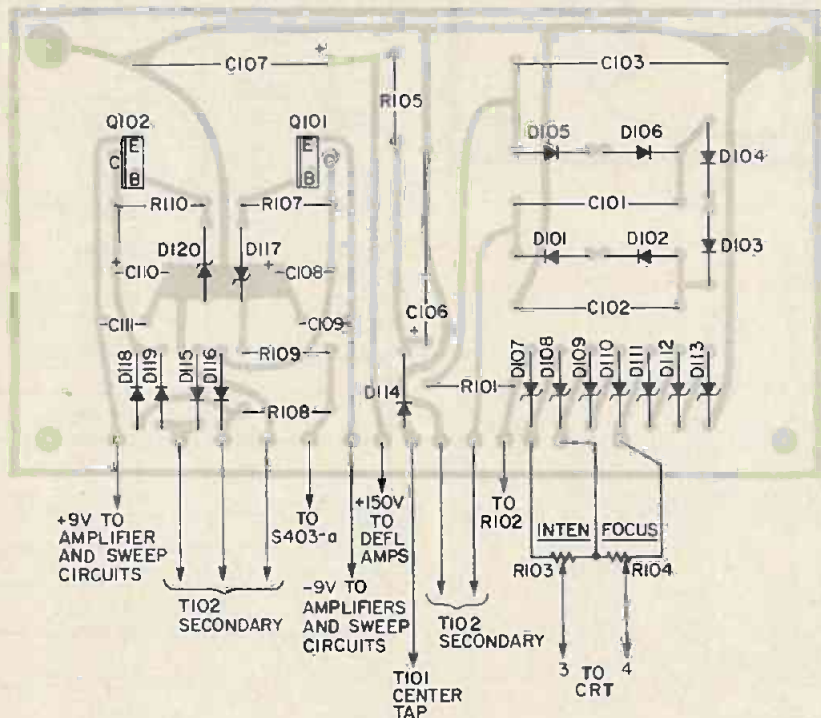 C107
+
R105
C103
Q102
Q101
E
C
B
E
C
B
D105
D106
D104
R110
R107
C101
D120
D117
D101
D102
D103
+
C110
+
C108
C106
+
C102
C111
C109
D118
D119
D115
D116
R109
R108
D114
R101
D107
D108
D109
D110
D111
D112
D113
+9V TO
AMPLIFIER
AND SWEEP
CIRCUITS
T102
SECONDARY
TO
S403-a
-9V TO
AMPLIFIERS
AND SWEEP
CIRCUITS
+150V
TO
DEFL
AMPS
T101
CENTER
TAP
T102
SECONDARY
TO
R102
INTEN
FOCUS
R103
R104
3
TO
CRT
4